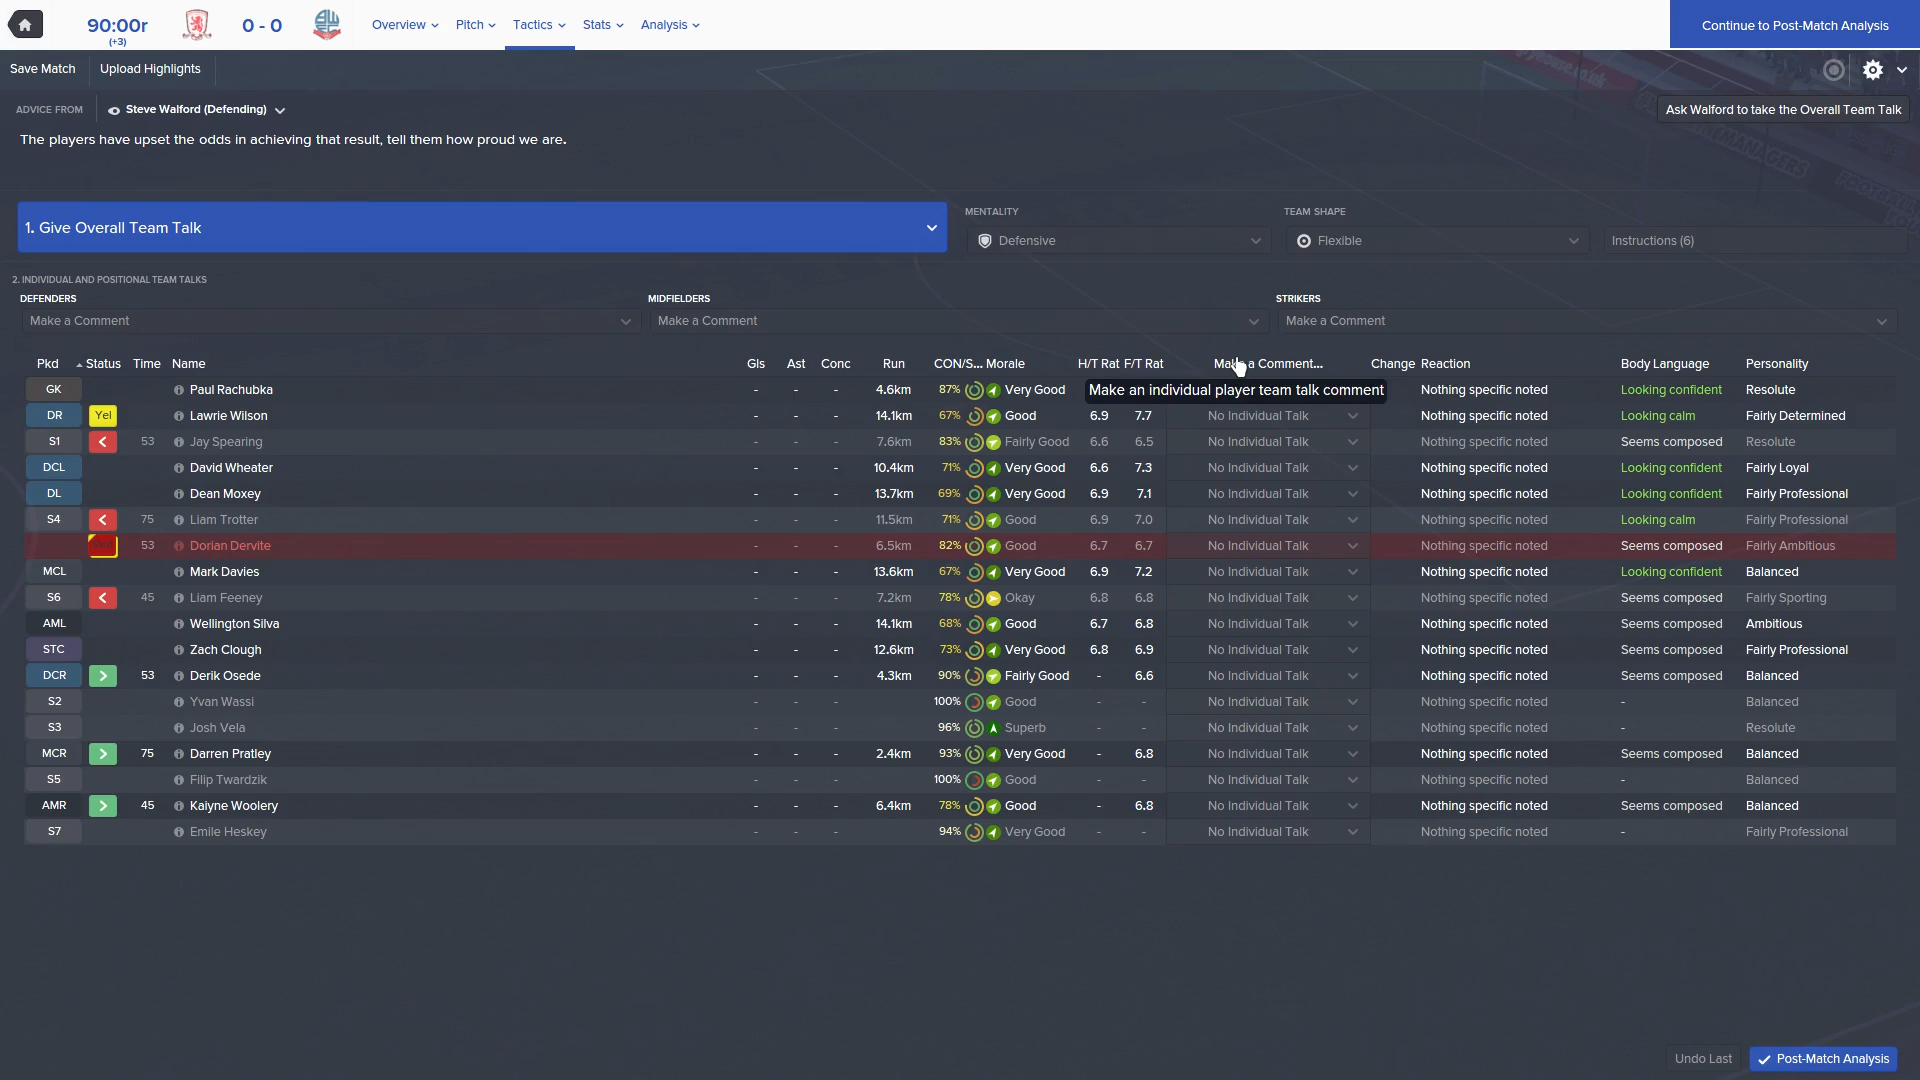 90:00r
(+3)
0 - 0
Overview
Pitch
Tactics
Stats
Analysis
Continue to Post-Match Analysis
Save Match
Upload Highlights
ADVICE FROM
Steve Walford (Defending)
Ask Walford to take the Overall Team Talk
The players have upset the odds in achieving that result, tell them how proud we are.
1. Give Overall Team Talk
MENTALITY
Defensive
TEAM SHAPE
Flexible
Instructions (6)
2. INDIVIDUAL AND POSITIONAL TEAM TALKS
DEFENDERS
MIDFIELDERS
STRIKERS
Make a Comment
Make a Comment
Make a Comment
Pkd Status Time Name Gls Ast Conc Run CON/S... Morale H/T Rat F/T Rat Make a Comment... Change Reaction Body Language Personality
GK Paul Rachubka - - - 4.6km 87% Very Good Make an individual player team talk comment Nothing specific noted Looking confident Resolute
DR Yel Lawrie Wilson - - - 14.1km 67% Good 6.9 7.7 No Individual Talk Nothing specific noted Looking calm Fairly Determined
S1 53 Jay Spearing - - - 7.6km 83% Fairly Good 6.6 6.5 No Individual Talk Nothing specific noted Seems composed Resolute
DCL David Wheater - - - 10.4km 71% Very Good 6.6 7.3 No Individual Talk Nothing specific noted Looking confident Fairly Loyal
DL Dean Moxey - - - 13.7km 69% Very Good 6.9 7.1 No Individual Talk Nothing specific noted Looking confident Fairly Professional
S4 75 Liam Trotter - - - 11.5km 71% Good 6.9 7.0 No Individual Talk Nothing specific noted Looking calm Fairly Professional
53 Dorian Dervite - - - 6.5km 82% Good 6.7 6.7 No Individual Talk Nothing specific noted Seems composed Fairly Ambitious
MCL Mark Davies - - - 13.6km 67% Very Good 6.9 7.2 No Individual Talk Nothing specific noted Looking confident Balanced
S6 45 Liam Feeney - - - 7.2km 78% Okay 6.8 6.8 No Individual Talk Nothing specific noted Seems composed Fairly Sporting
AML Wellington Silva - - - 14.1km 68% Good 6.7 6.8 No Individual Talk Nothing specific noted Seems composed Ambitious
STC Zach Clough - - - 12.6km 73% Very Good 6.8 6.9 No Individual Talk Nothing specific noted Seems composed Fairly Professional
DCR 53 Derik Osede - - - 4.3km 90% Fairly Good - 6.6 No Individual Talk Nothing specific noted Seems composed Balanced
S2 Yvan Wassi - - - 100% Good - - No Individual Talk Nothing specific noted - Balanced
S3 Josh Vela - - - 96% Superb - - No Individual Talk Nothing specific noted - Resolute
MCR 75 Darren Pratley - - - 2.4km 93% Very Good - 6.8 No Individual Talk Nothing specific noted Seems composed Balanced
S5 Filip Twardzik - - - 100% Good - - No Individual Talk Nothing specific noted - Balanced
AMR 45 Kaiyne Woolery - - - 6.4km 78% Good - 6.8 No Individual Talk Nothing specific noted Seems composed Balanced
S7 Emile Heskey - - - 94% Very Good - - No Individual Talk Nothing specific noted - Fairly Professional
Undo Last
Post-Match Analysis